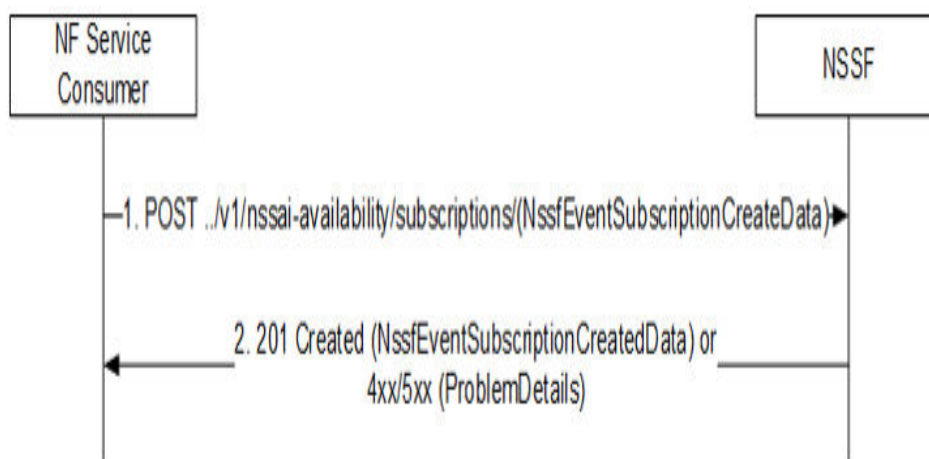 NF Service
Consumer
NSSF
1. POST ../v1/nssai-availability/subscriptions/(NssfEventSubscriptionCreateData)
2. 201 Created (NssfEventSubscriptionCreatedData) or
4xx/5xx (ProblemDetails)